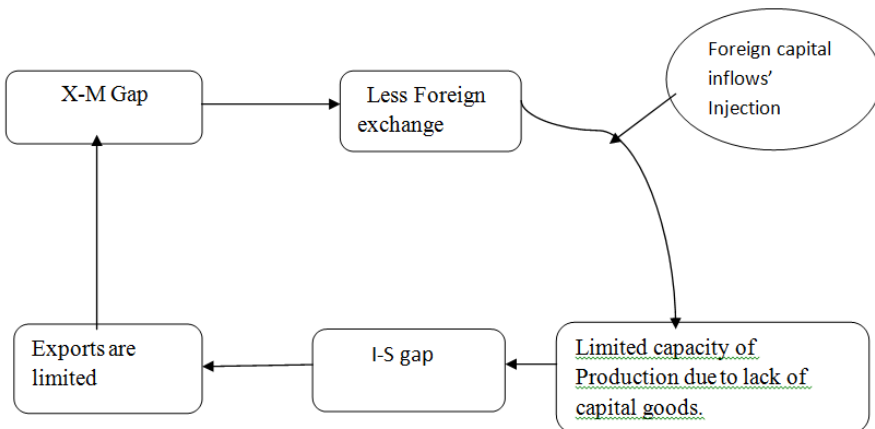 X-M Gap
Less Foreign
exchange
Foreign capital
inflows’
Injection
Limited capacity of
Production due to lack of
capital goods.
I-S gap
Exports are
limited